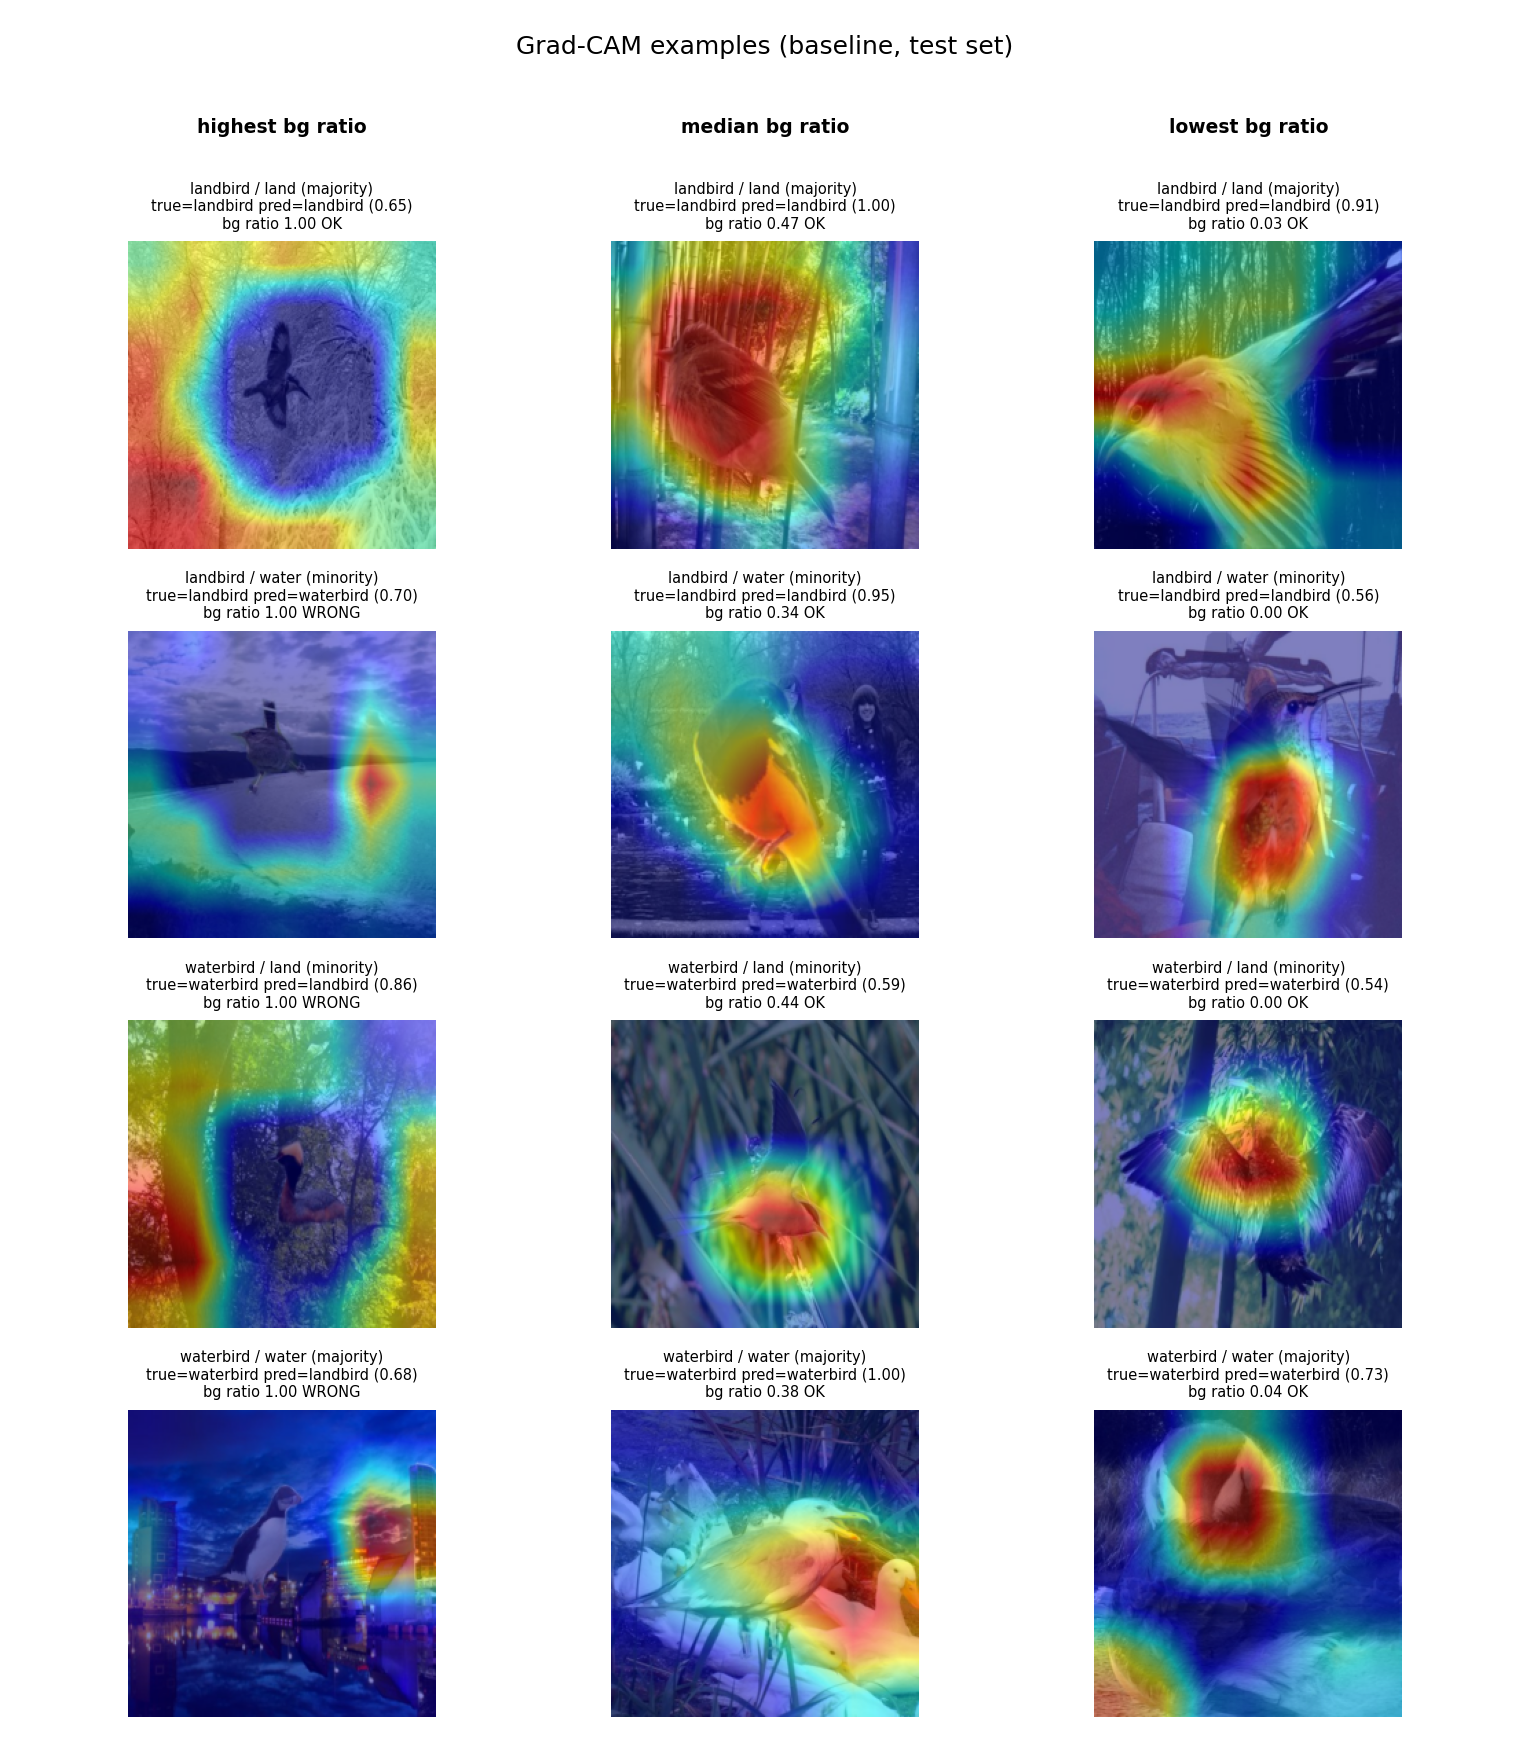 Grad-CAM examples (baseline, test set)
highest bg ratio
median bg ratio
lowest bg ratio
landbird / land (majority)
true=landbird pred=landbird (0.65)
bg ratio 1.00 OK
landbird / land (majority)
true=landbird pred=landbird (1.00)
bg ratio 0.47 OK
landbird / land (majority)
true=landbird pred=landbird (0.91)
bg ratio 0.03 OK
landbird / water (minority)
true=landbird pred=waterbird (0.70)
bg ratio 1.00 WRONG
landbird / water (minority)
true=landbird pred=landbird (0.95)
bg ratio 0.34 OK
landbird / water (minority)
true=landbird pred=landbird (0.56)
bg ratio 0.00 OK
waterbird / land (minority)
true=waterbird pred=landbird (0.86)
bg ratio 1.00 WRONG
waterbird / land (minority)
true=waterbird pred=waterbird (0.59)
bg ratio 0.44 OK
waterbird / land (minority)
true=waterbird pred=waterbird (0.54)
bg ratio 0.00 OK
waterbird / water (majority)
true=waterbird pred=landbird (0.68)
bg ratio 1.00 WRONG
waterbird / water (majority)
true=waterbird pred=waterbird (1.00)
bg ratio 0.38 OK
waterbird / water (majority)
true=waterbird pred=waterbird (0.73)
bg ratio 0.04 OK